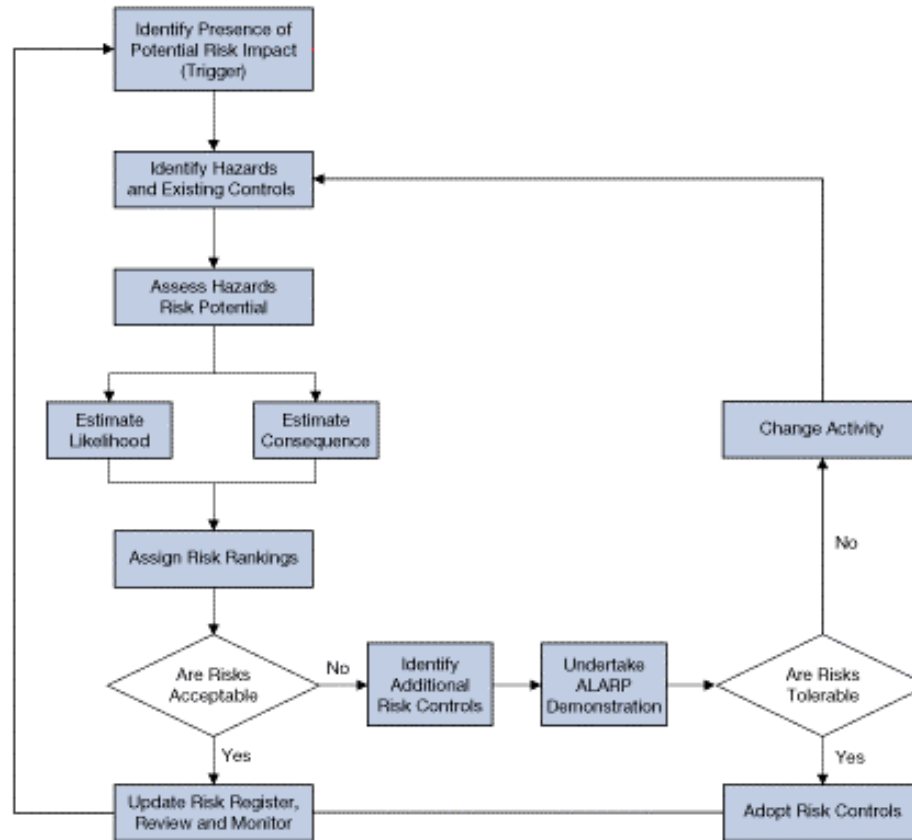 Identify Presence of
Potential Risk Impact
(Trigger)
Identify Hazards
and Existing Controls
Assess Hazards
Risk Potential
Estimate
Likelihood
Estimate
Consequence
Change Activity
Assign Risk Rankings
No
Are Risks
Acceptable
No
Identify
Additional
Risk Controls
Undertake
ALARP
Demonstration
Are Risks
Tolerable
Yes
Yes
Update Risk Register,
Review and Monitor
Adopt Risk Controls